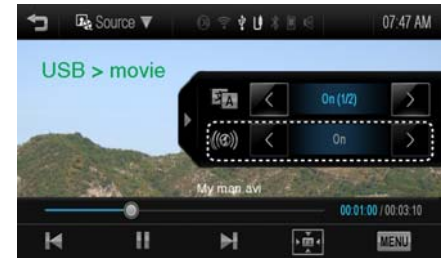 Source ▼
07:47 AM
USB > movie
A
On (1/2)
On
My man avi
00:01:00 / 00:03:10
MENU